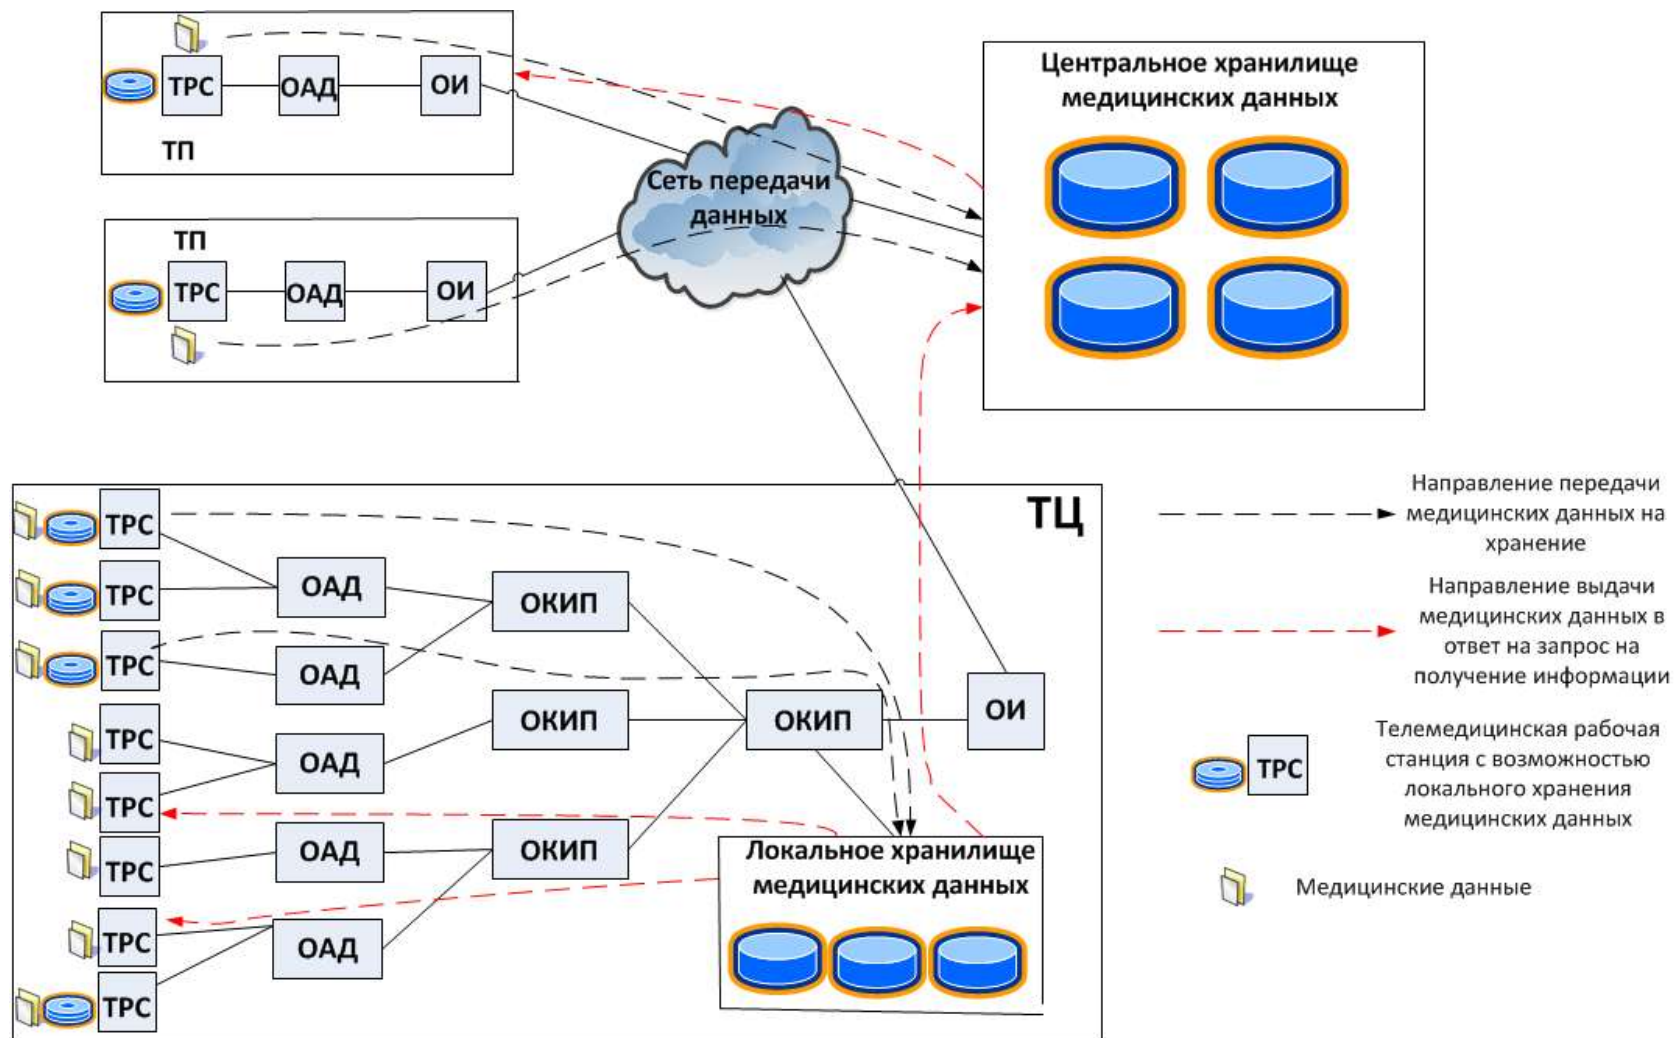 ТРС
ОАД
ОИ
ТП
ТП
ТРС
ОАД
ОИ
Сеть передачи
данных
Центральное хранилище
медицинских данных
ТЦ
ТРС
ТРС
ТРС
ТРС
ТРС
ТРС
ТРС
ТРС
ОАД
ОАД
ОАД
ОАД
ОАД
ОКИП
ОКИП
ОКИП
ОКИП
ОИ
Локальное хранилище
медицинских данных
Направление передачи
медицинских данных на
хранение
Направление выдачи
медицинских данных в
ответ на запрос на
получение информации
ТРС
Телемедицинская рабочая
станция с возможностью
локального хранения
медицинских данных
Медицинские данные